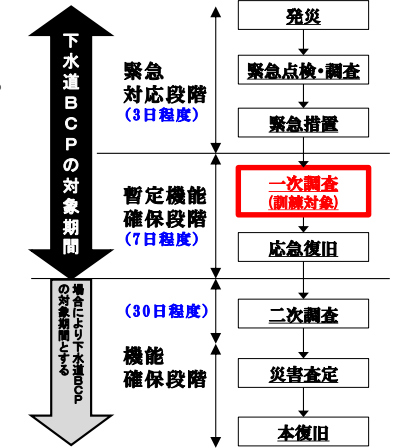 下水道BCPの対象期間
場合により下水道BCP
の対象期間とする
緊急
対応段階
(3日程度)
暫定機能
確保段階
(7日程度)
(30日程度)
機能
確保段階
発災
緊急点検・調査
緊急措置
一次調査
(訓練対象)
応急復旧
二次調査
災害査定
本復旧